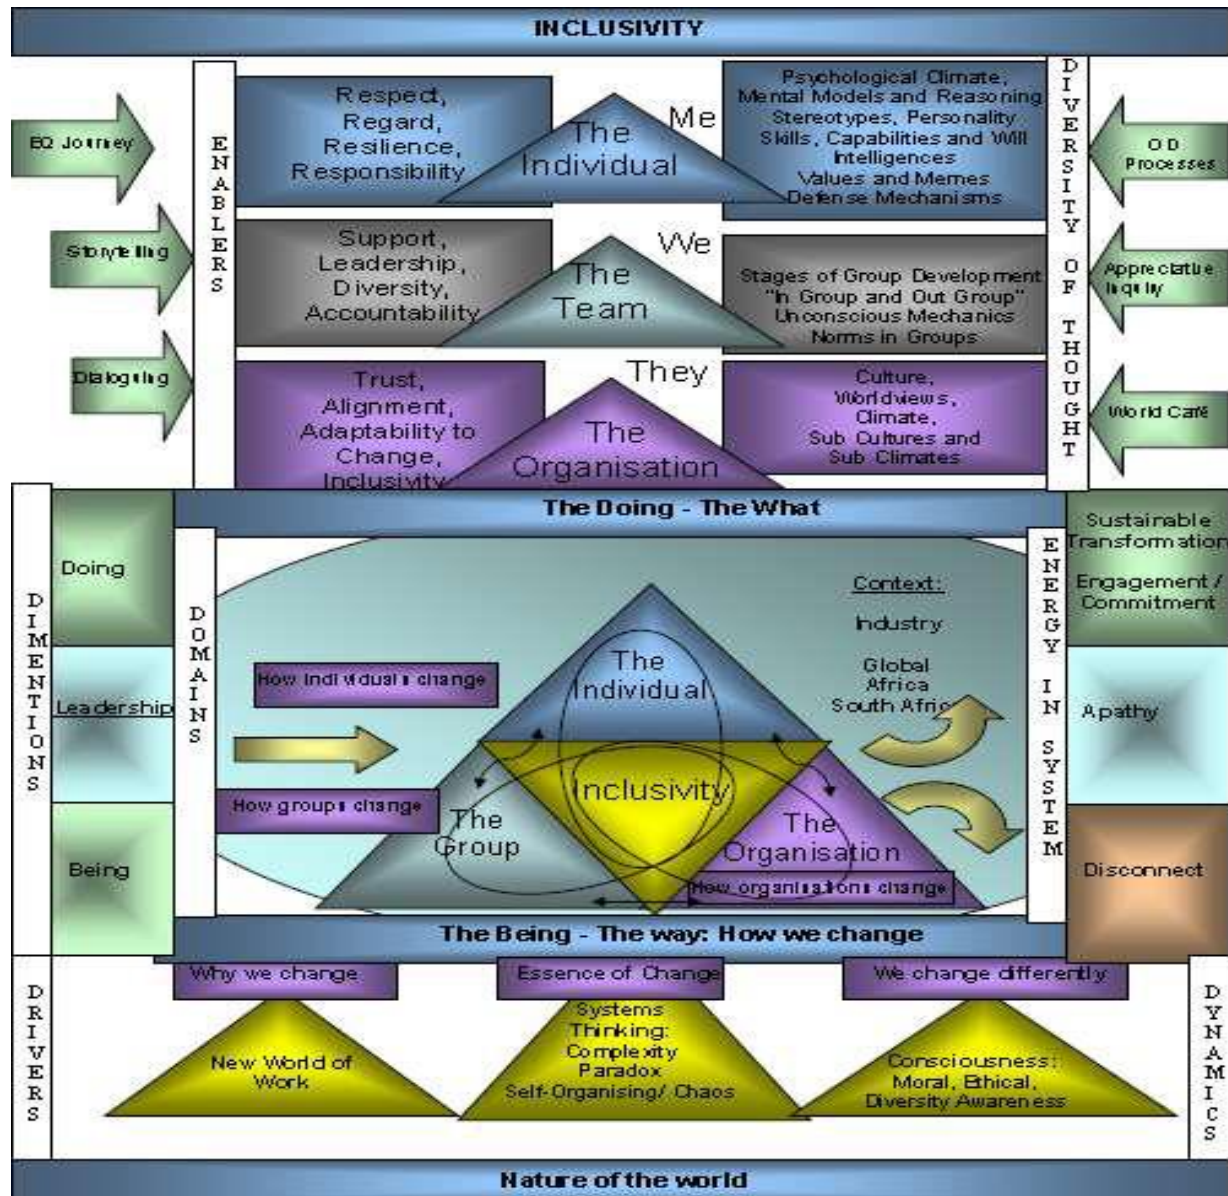 INCLUSIVITY
EQ Journey
Storytelling
Dialoguing
ENABLERS
Respect,
Regard,
Resilience,
Responsibility
The
Individual
Me
Psychological Climate,
Mental Models and Reasoning
Stereotypes, Personality
Skills, Capabilities and Will
Intelligences
Values and Memes
Defense Mechanisms
Support,
Leadership,
Diversity,
Accountability
The
Team
We
Stages of Group Development
"In Group and Out Group"
Unconscious Mechanics
Norms in Groups
Trust,
Alignment,
Adaptability to
Change,
Inclusivity
The
Organisation
They
Culture,
Worldviews,
Climate,
Sub Cultures and
Sub Climates
DIVERSITY OF THOUGHT
OD
Processes
Appreciative
Inquiry
World Café
The Doing - The What
DIMENTIONS
Doing
Leadership
Being
DOMAINS
How individuals change
How groups change
The
Individual
Inclusivity
The
Group
The
Organisation
How organisations change
Context:
Industry
Global
Africa
South Afric
ENERGY IN SYSTEM
Sustainable
Transformation
Engagement /
Commitment
Apathy
Disconnect
The Being - The way: How we change
DRIVERS
Why we change
New World of
Work
Essence of Change
Systems
Thinking:
Complexity
Paradox
Self-Organising/ Chaos
We change differently
Consciousness:
Moral, Ethical,
Diversity Awareness
DYNAMICS
Nature of the world